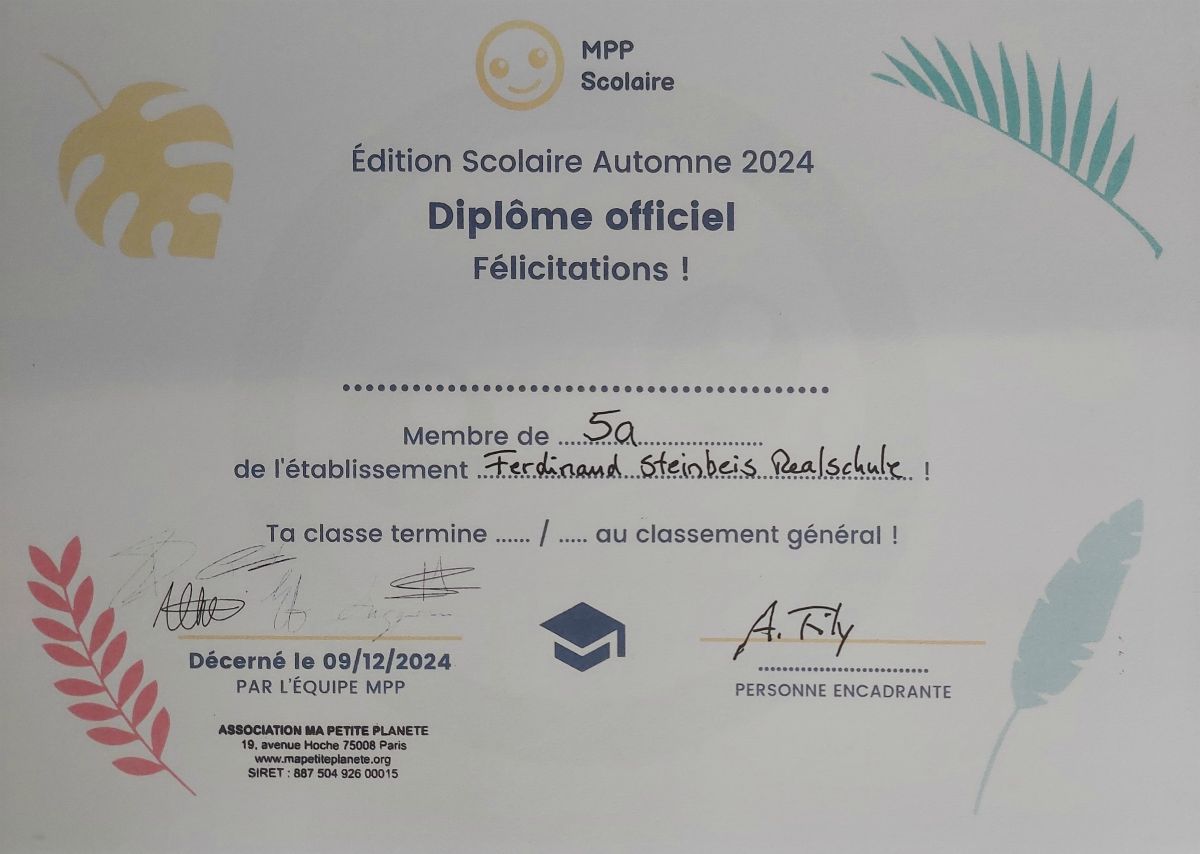 MPP
Scolaire
Édition Scolaire Automne 2024
Diplôme officiel
Félicitations !
Membre de ...... 5a ......
de l'établissement ... Ferdinand Steinbeis Realschule ... !
Ta classe termine ...... / ..... au classement général !
Décerné le 09/12/2024
PAR L'ÉQUIPE MPP
A.
PERSONNE ENCADRANTE
ASSOCIATION MA PETITE PLANETE
19, avenue Hoche 75008 Paris
www.mapetiteplanete.org
SIRET : 887 504 926 00015